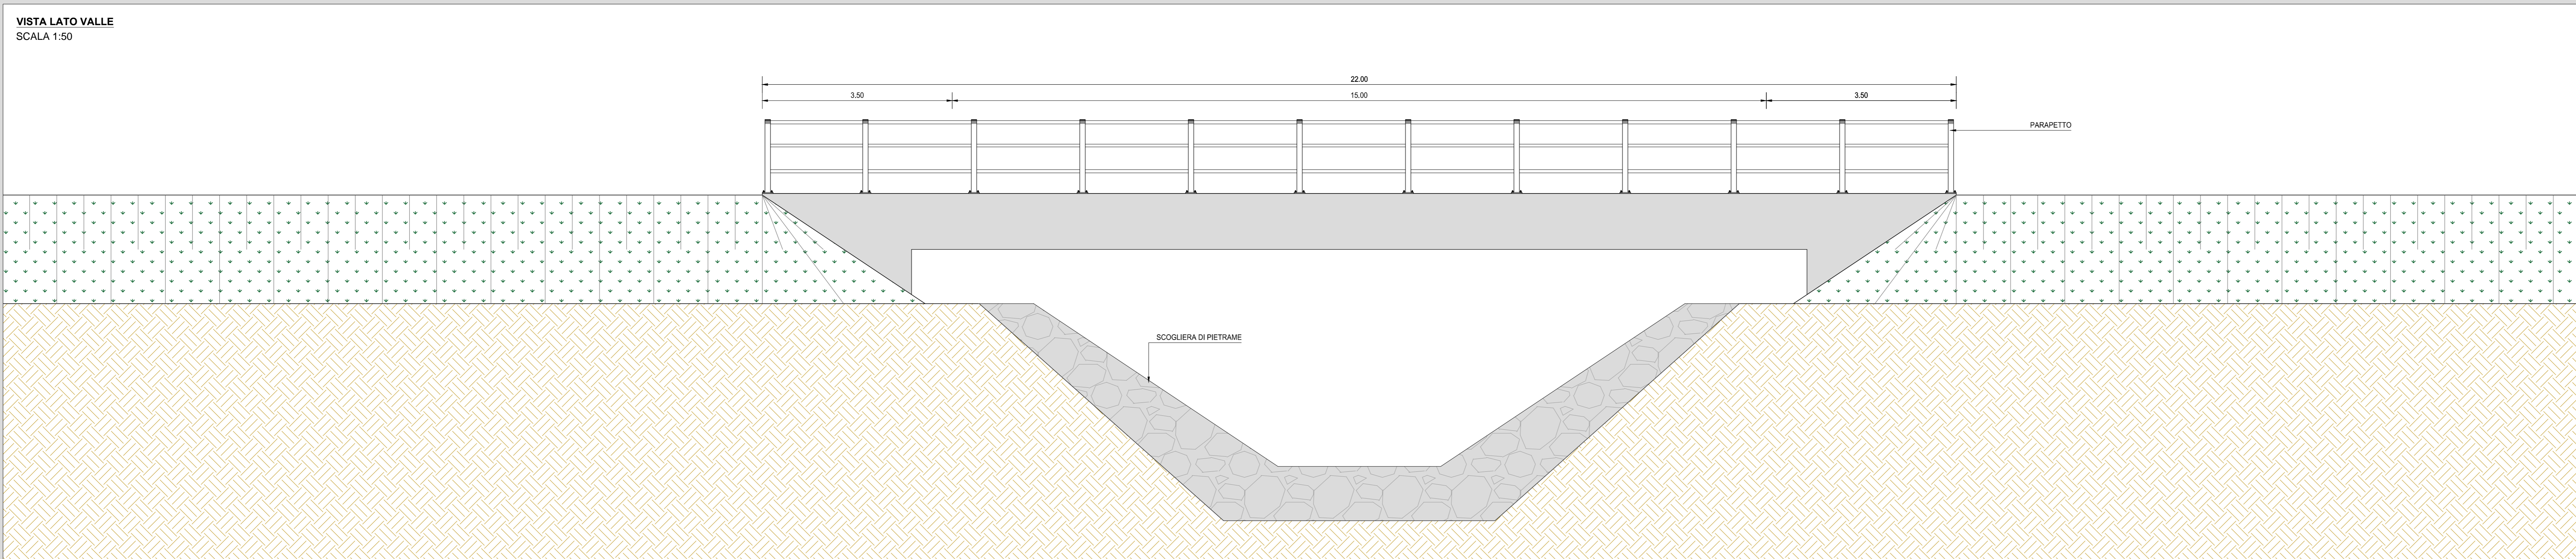 VISTA LATO VALLE
SCALA 1:50
22.00
3.50
15.00
3.50
PARAPETTO
SCOGLIERA DI PIETRAME